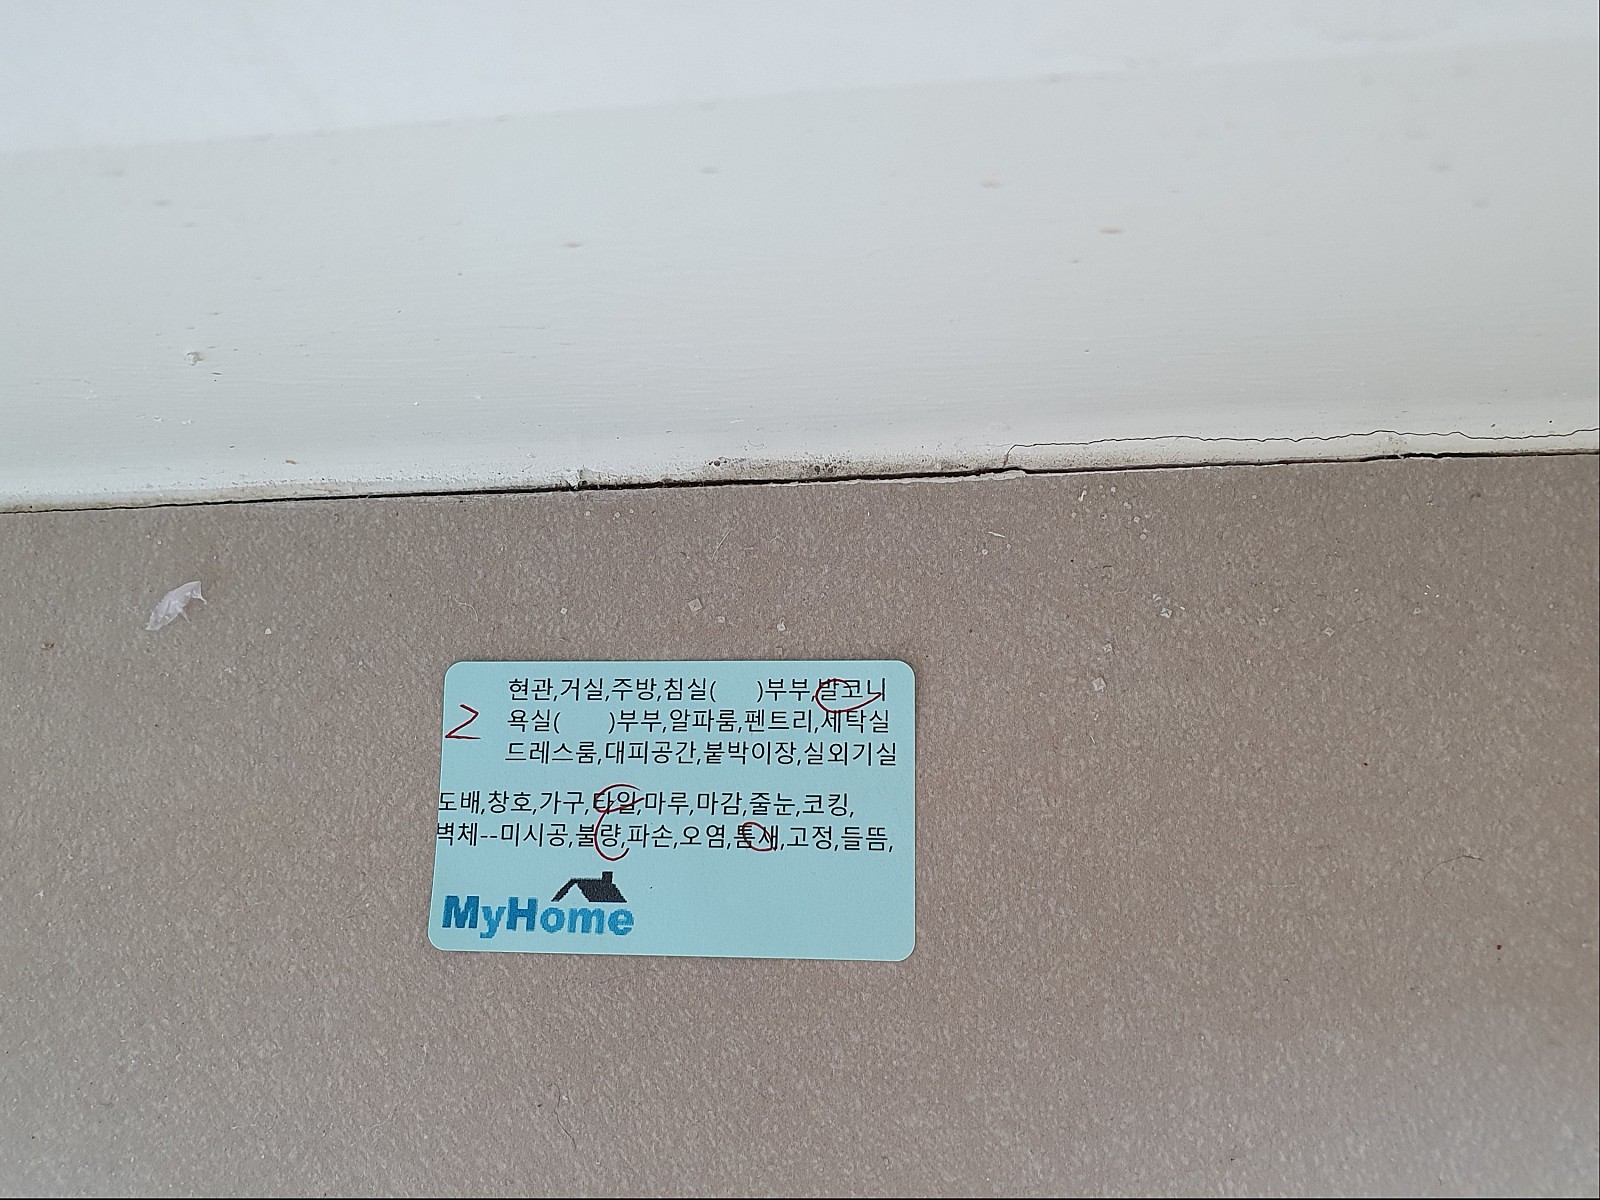 현관,거실,주방,침실(      )부부,발코니
2
욕실(      )부부,알파룸,펜트리,세탁실
드레스룸,대피공간,붙박이장,실외기실
도배,창호,가구,타일,마루,마감,줄눈,코킹,
벽체--미시공,불량,파손,오염,틈새,고정,들뜸,
MyHome